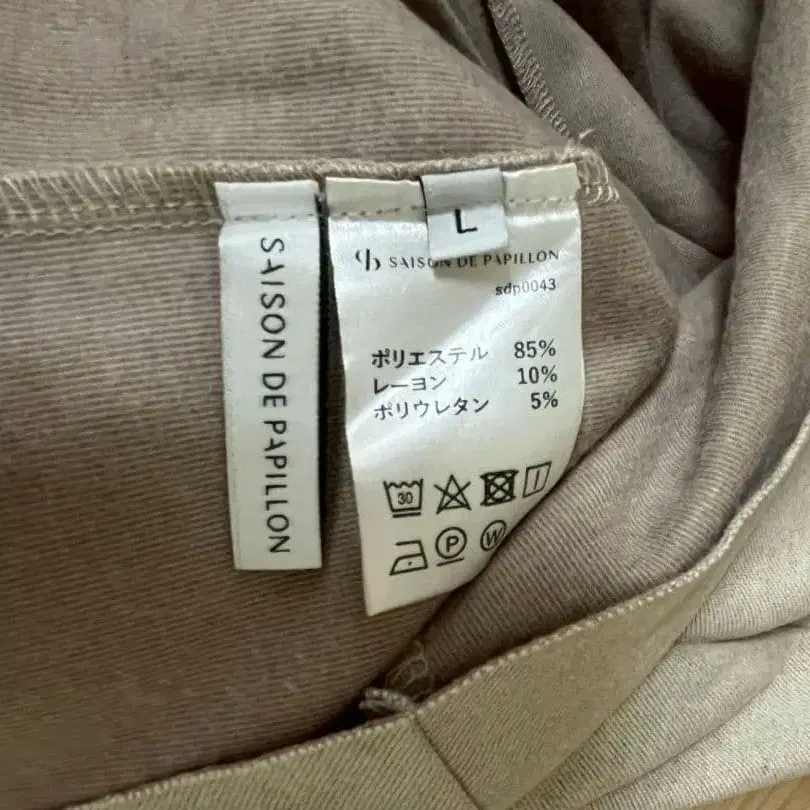 SAISON DE PAPILLON
L
SAISON DE PAPILLON
sdp0043
ポリエステル 85%
レーヨン 10%
ポリウレタン 5%
30
P
W